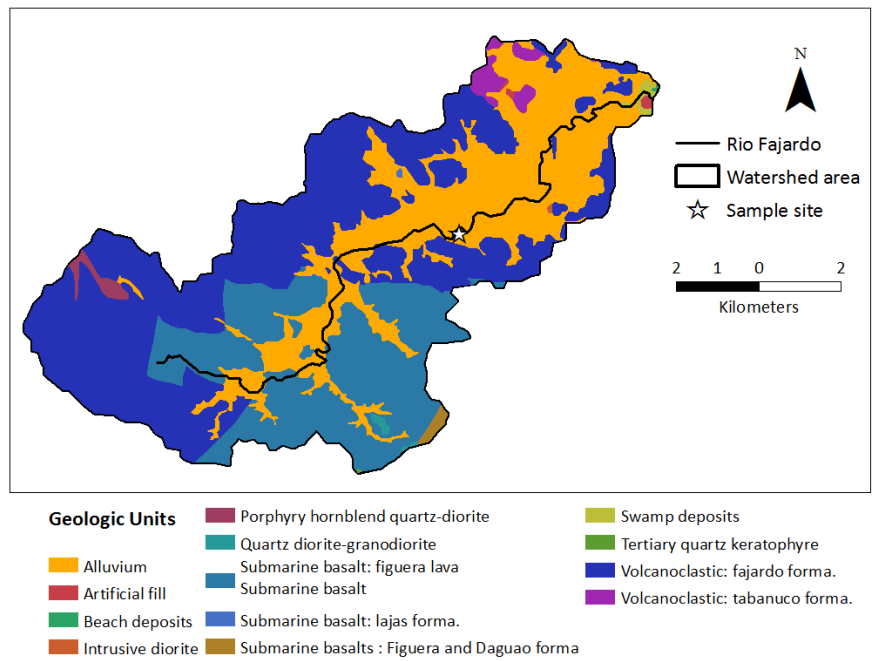 N
Rio Fajardo
Watershed area
Sample site
2 1 0 2
Kilometers
Geologic Units
Alluvium
Artificial fill
Beach deposits
Intrusive diorite
Porphyry hornblend quartz-diorite
Quartz diorite-granodiorite
Submarine basalt: figuera lava
Submarine basalt
Submarine basalt: lajas forma.
Submarine basalts : Figuera and Daguao forma
Swamp deposits
Tertiary quartz keratophyre
Volcanoclastic: fajardo forma.
Volcanoclastic: tabanuco forma.